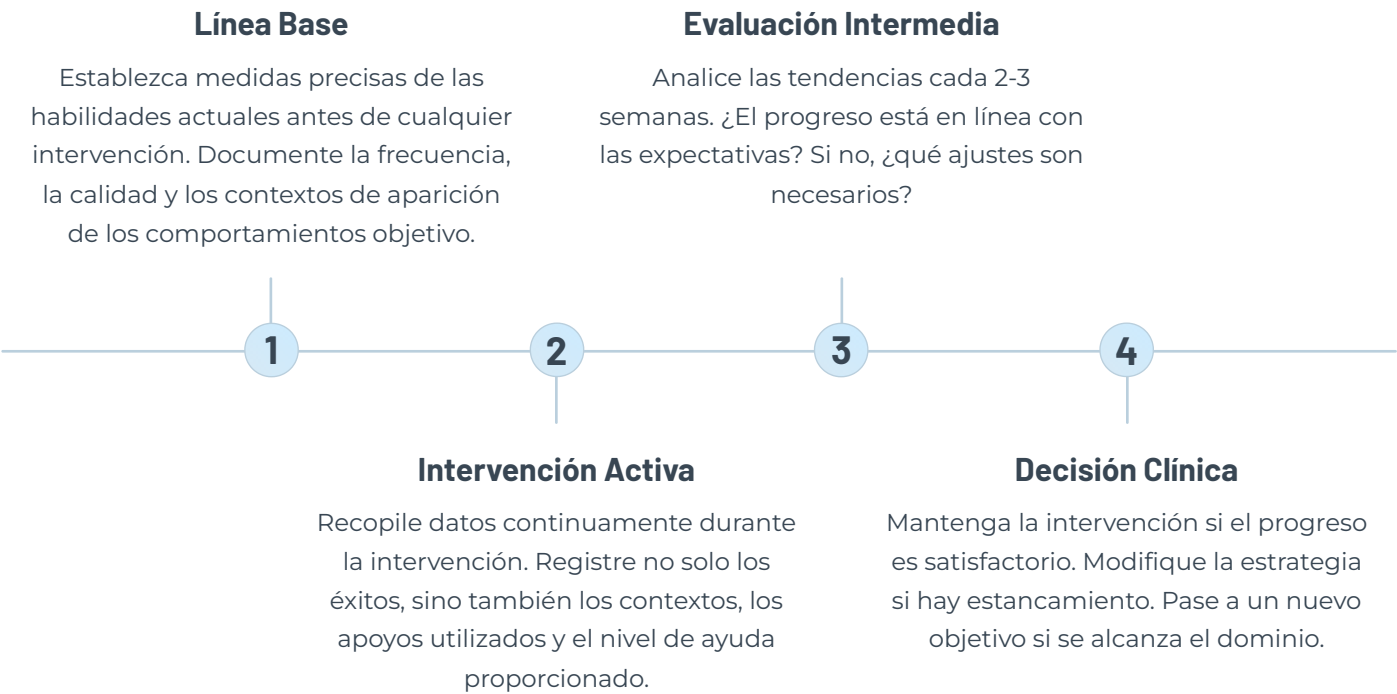 Línea Base
Establezca medidas precisas de las
habilidades actuales antes de cualquier
intervención. Documente la frecuencia,
la calidad y los contextos de aparición
de los comportamientos objetivo.
Evaluación Intermedia
Analice las tendencias cada 2-3
semanas. ¿El progreso está en línea con
las expectativas? Si no, ¿qué ajustes son
necesarios?
1
2
3
4
Intervención Activa
Recopile datos continuamente durante
la intervención. Registre no solo los
éxitos, sino también los contextos, los
apoyos utilizados y el nivel de ayuda
proporcionado.
Decisión Clínica
Mantenga la intervención si el progreso
es satisfactorio. Modifique la estrategia
si hay estancamiento. Pase a un nuevo
objetivo si se alcanza el dominio.